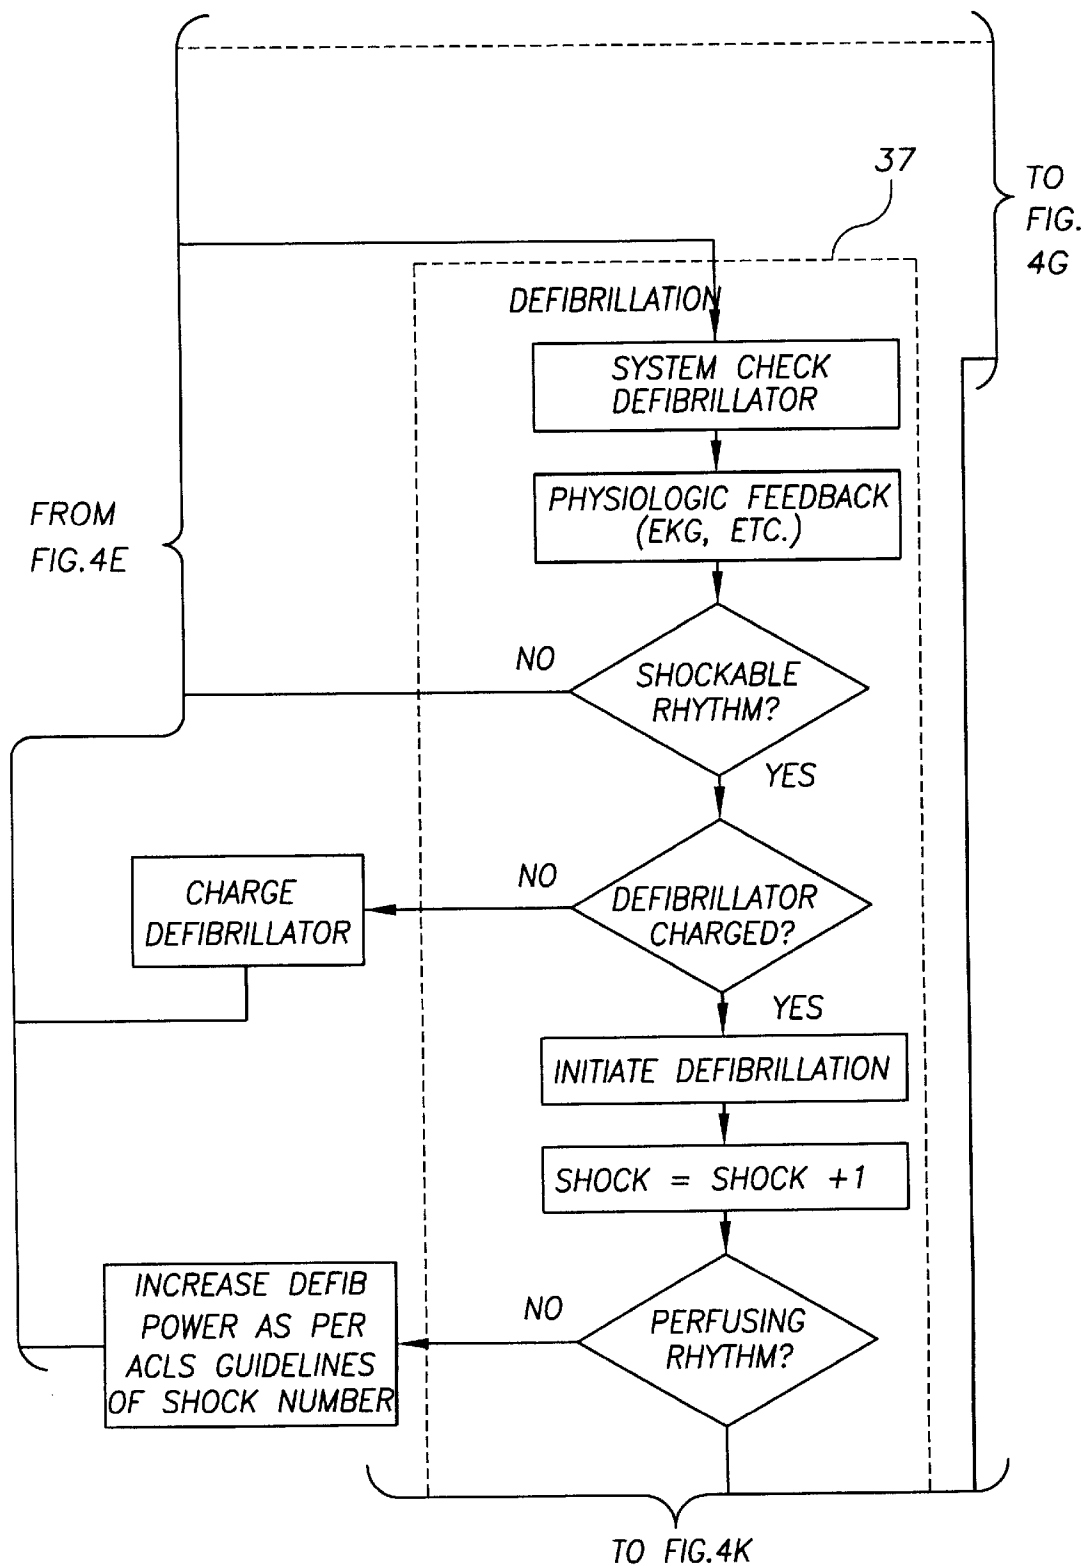 37
TO
FIG.
4G
DEFIBRILLATION
SYSTEM CHECK
DEFIBRILLATOR
PHYSIOLOGIC FEEDBACK
(EKG, ETC.)
FROM
FIG.4E
NO
SHOCKABLE
RHYTHM?
YES
CHARGE
DEFIBRILLATOR
NO
DEFIBRILLATOR
CHARGED?
YES
INITIATE DEFIBRILLATION
SHOCK = SHOCK +1
INCREASE DEFIB
POWER AS PER
ACLS GUIDELINES
OF SHOCK NUMBER
NO
PERFUSING
RHYTHM?
TO FIG.4K